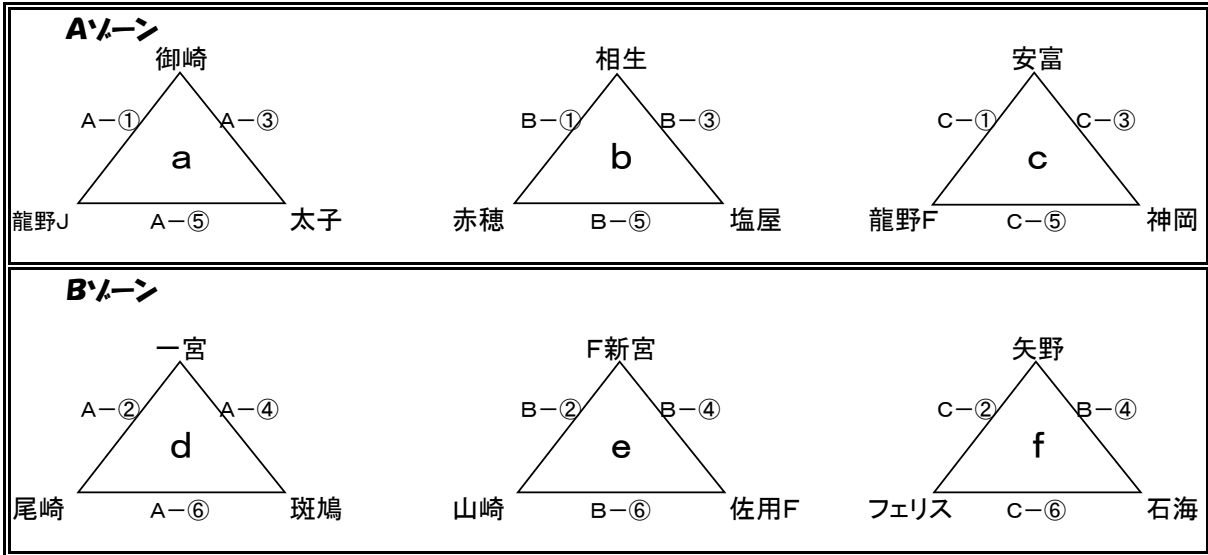 Aゾーン
御崎 相生 安富
A－① A－③ B－① B－③ C－① C－③
a b c
龍野J A－⑤ 太子 赤穂 B－⑤ 塩屋 龍野F C－⑤ 神岡
Bゾーン
一宮 F新宮 矢野
A－② A－④ B－② B－④ C－② B－④
d e f
尾崎 A－⑥ 斑鳩 山崎 B－⑥ 佐用F フェリス C－⑥ 石海